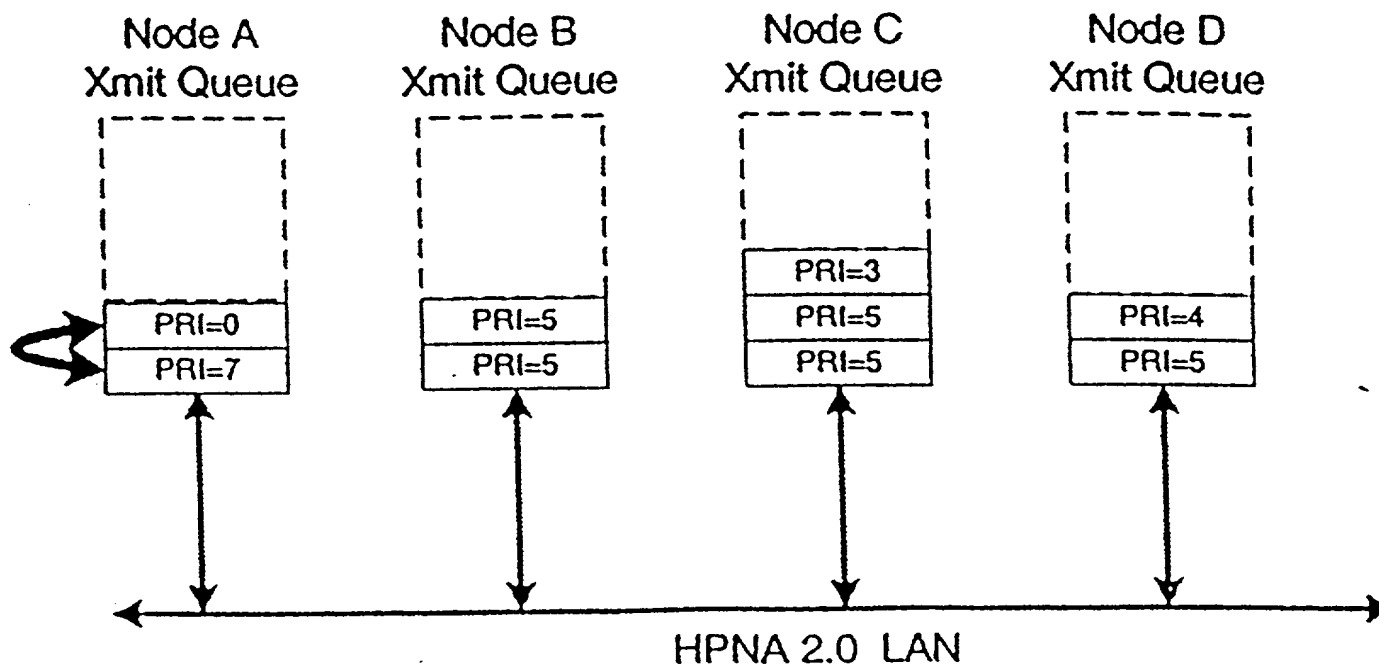 Node A
Xmit Queue
Node B
Xmit Queue
Node C
Xmit Queue
Node D
Xmit Queue
PRI=0
PRI=7
PRI=5
PRI=5
PRI=3
PRI=5
PRI=5
PRI=4
PRI=5
HPNA 2.0 LAN